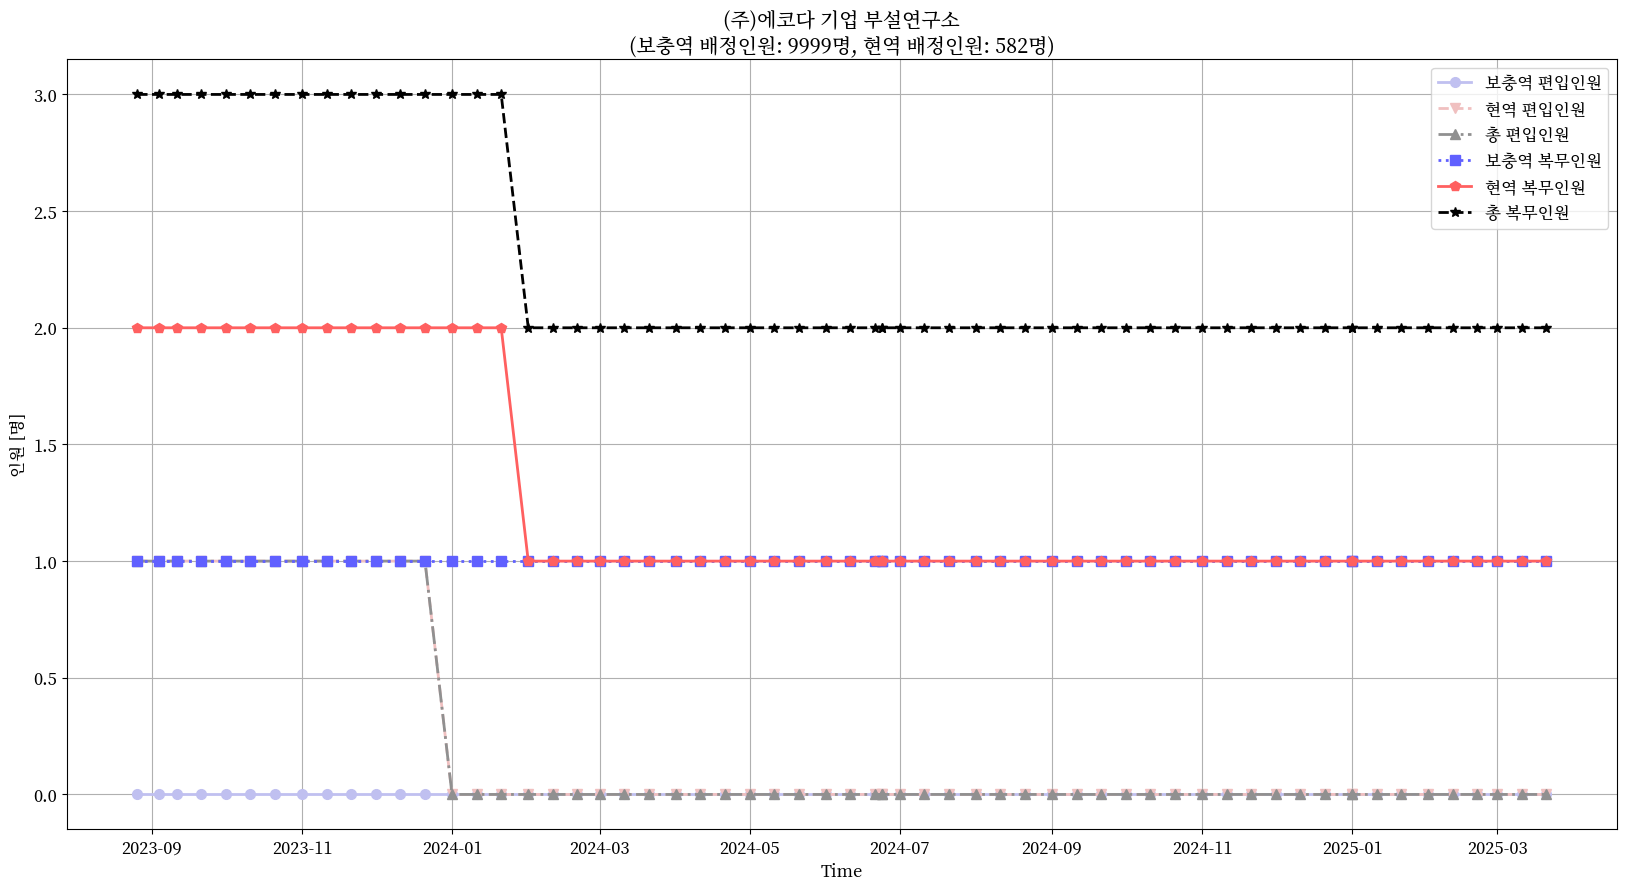 (주)에코다 기업 부설연구소
(보충역 배정인원: 9999명, 현역 배정인원: 582명)
보충역 편입인원
현역 편입인원
총 편입인원
보충역 복무인원
현역 복무인원
총 복무인원
인원 [명]
3.0
2.5
2.0
1.5
1.0
0.5
0.0
2023-09
2023-11
2024-01
2024-03
2024-05
2024-07
2024-09
2024-11
2025-01
2025-03
Time